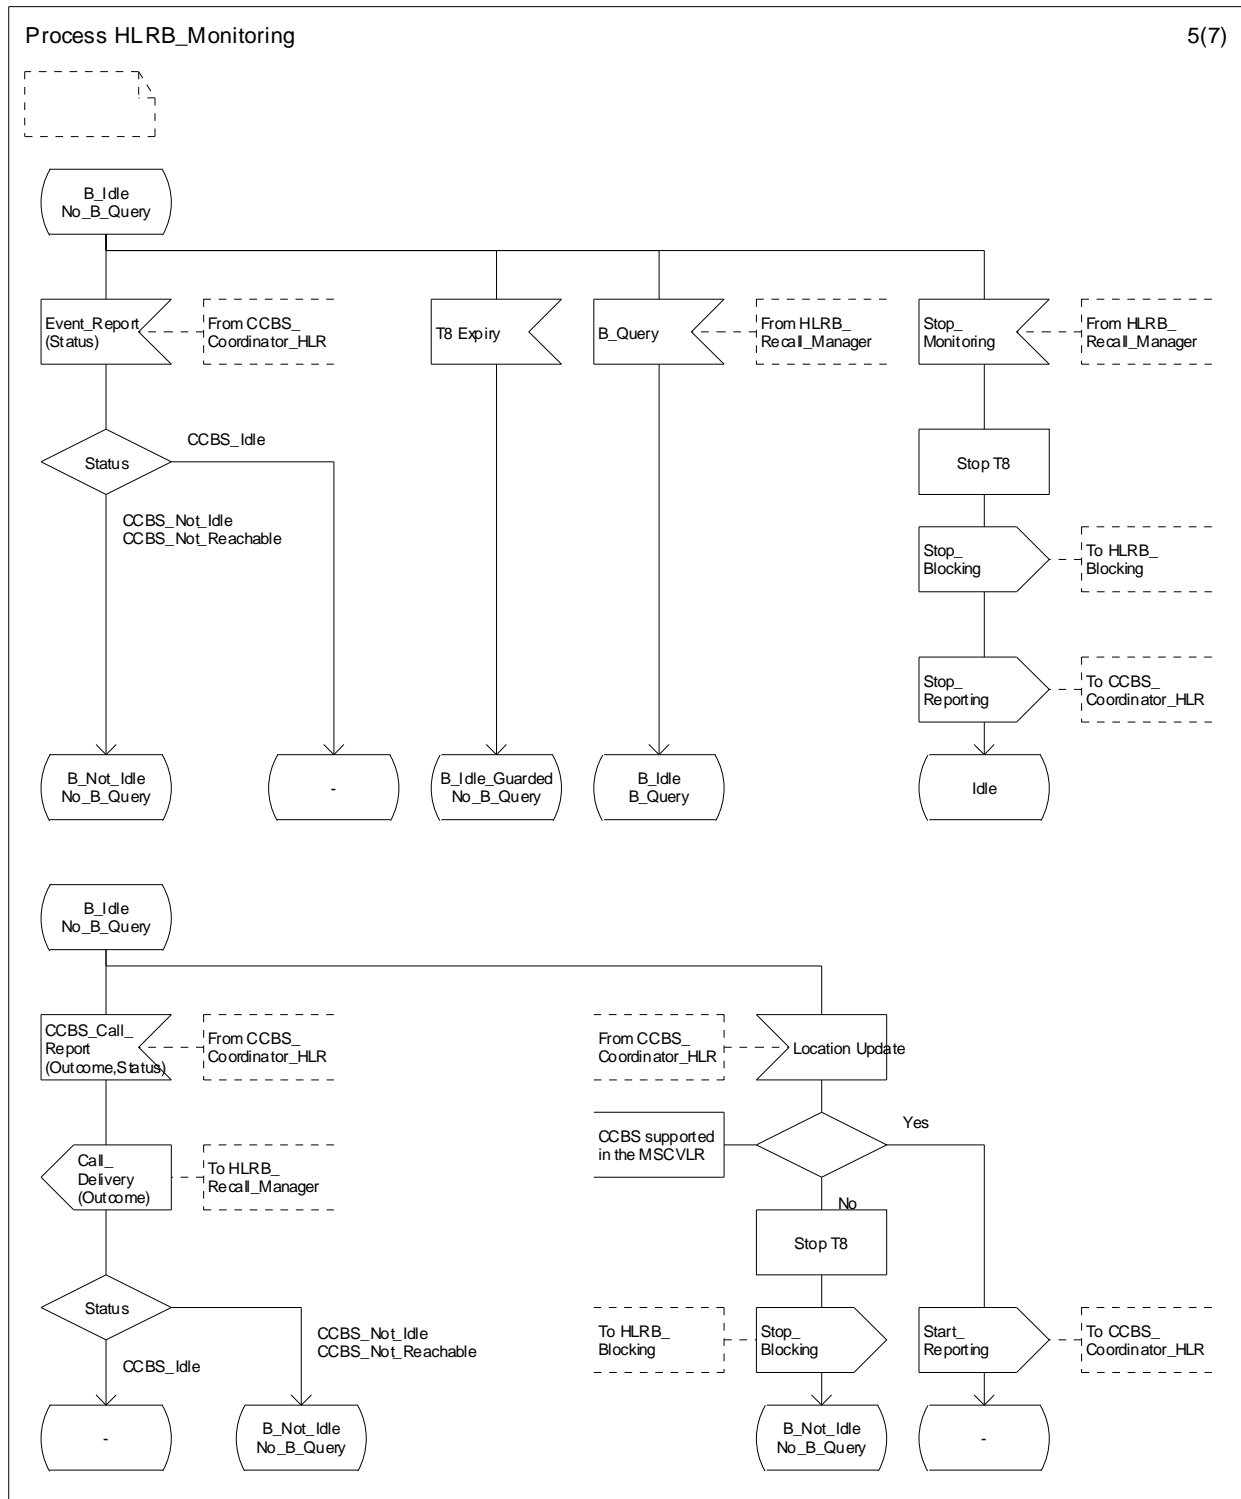 Process HLRB_Monitoring
5(7)
B_Idle
No_B_Query
Event_Report
(Status)
From CCBS_
Coordinator_HLR
T8 Expiry
B_Query
From HLRB_
Recall_Manager
Stop_
Monitoring
From HLRB_
Recall_Manager
Status
CCBS_Idle
Stop T8
CCBS_Not_Idle
CCBS_Not_Reachable
Stop_
Blocking
To HLRB_
Blocking
Stop_
Reporting
To CCBS_
Coordinator_HLR
B_Not_Idle
No_B_Query
-
B_Idle_Guarded
No_B_Query
B_Idle
B_Query
Idle
B_Idle
No_B_Query
CCBS_Call_
Report
(Outcome,Status)
From CCBS_
Coordinator_HLR
From CCBS_
Coordinator_HLR
Location Update
Call_
Delivery
(Outcome)
To HLRB_
Recall_Manager
CCBS supported
in the MSCVLR
Yes
No
Stop T8
Status
CCBS_Not_Idle
CCBS_Not_Reachable
CCBS_Idle
To HLRB_
Blocking
Stop_
Blocking
Start_
Reporting
To CCBS_
Coordinator_HLR
-
B_Not_Idle
No_B_Query
B_Not_Idle
No_B_Query
-